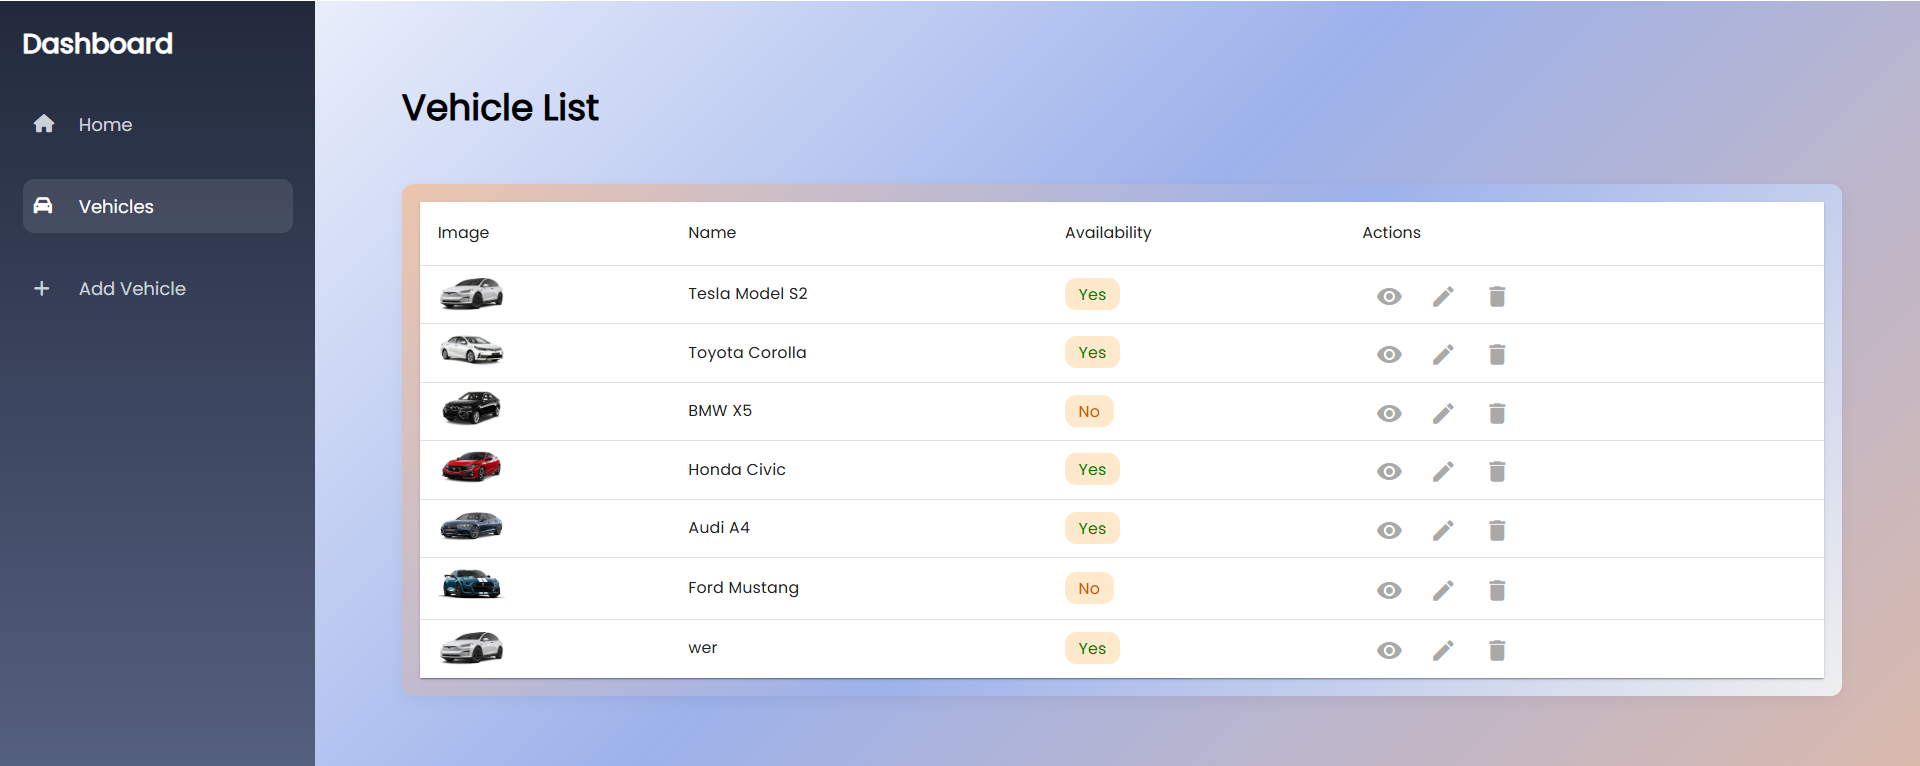 Dashboard
Home
Vehicles
Add Vehicle
Vehicle List
Image Name Availability Actions
Tesla Model S2 Yes
Toyota Corolla Yes
BMW X5 No
Honda Civic Yes
Audi A4 Yes
Ford Mustang No
wer Yes